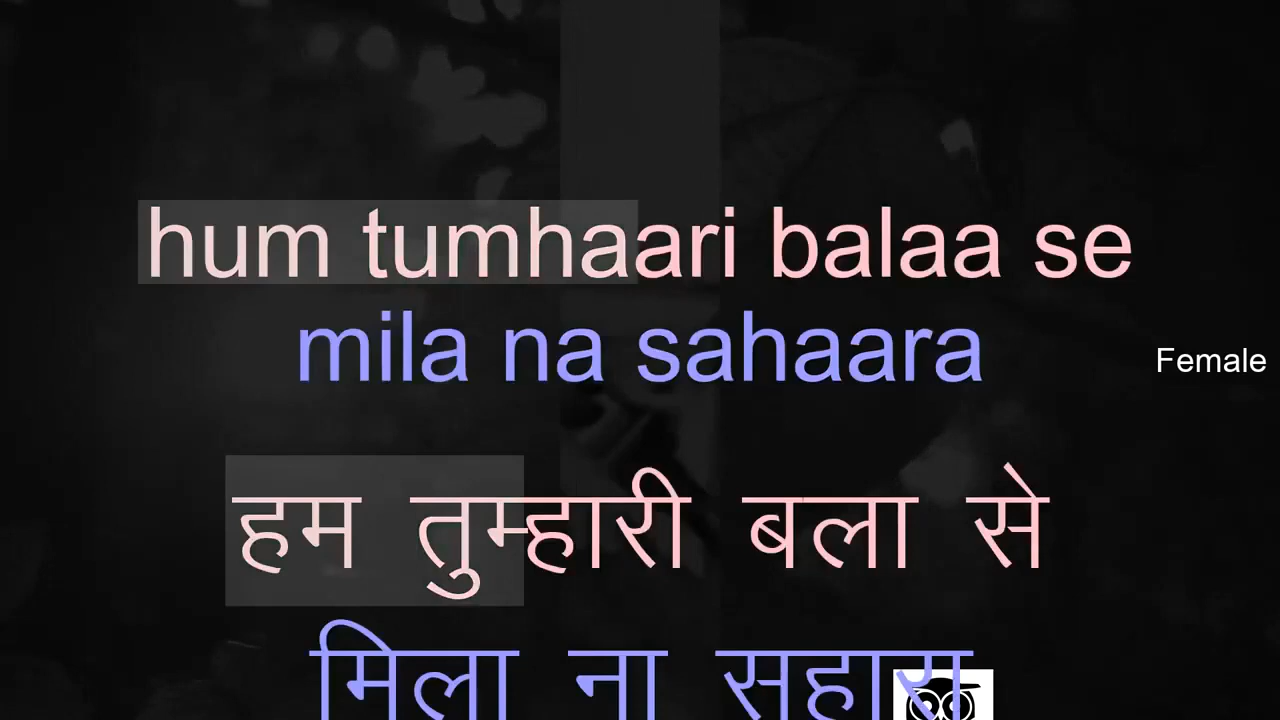 hum tumhaari balaa se
mila na sahaara
Female
हम तुम्हारी बला से
मिला ना सहारा